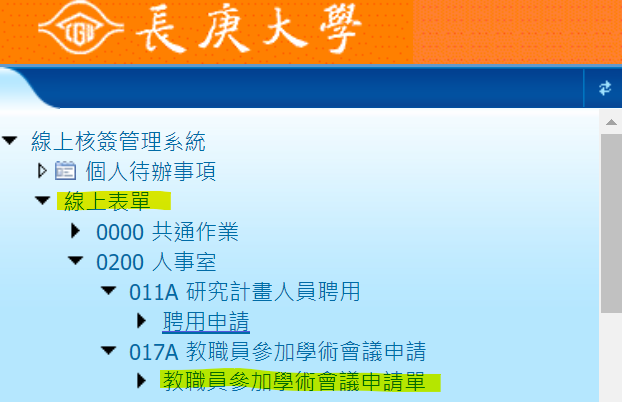 CGU 長庚大學
線上核簽管理系統
個人待辦事項
線上表單
0000 共通作業
0200 人事室
011A 研究計畫人員聘用
聘用申請
017A 教職員參加學術會議申請
教職員參加學術會議申請單